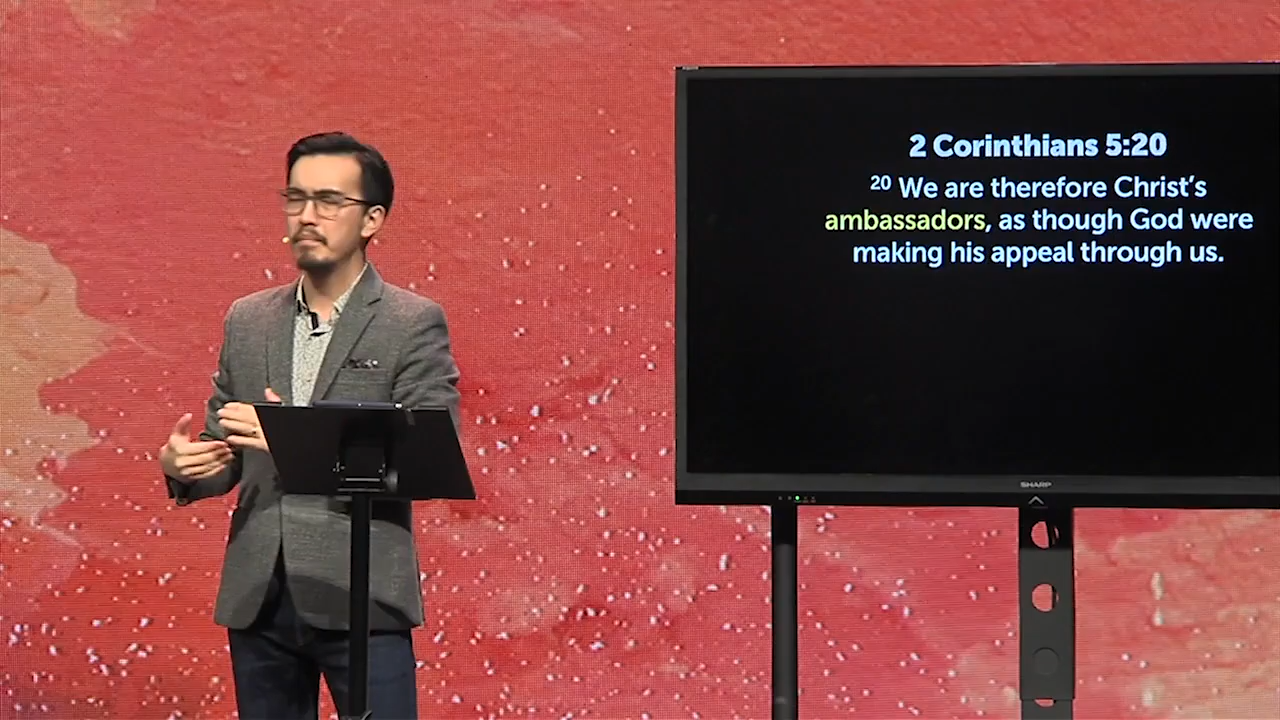 2 Corinthians 5:20
20 We are therefore Christ's
ambassadors, as though God were
making his appeal through us.
SHARP